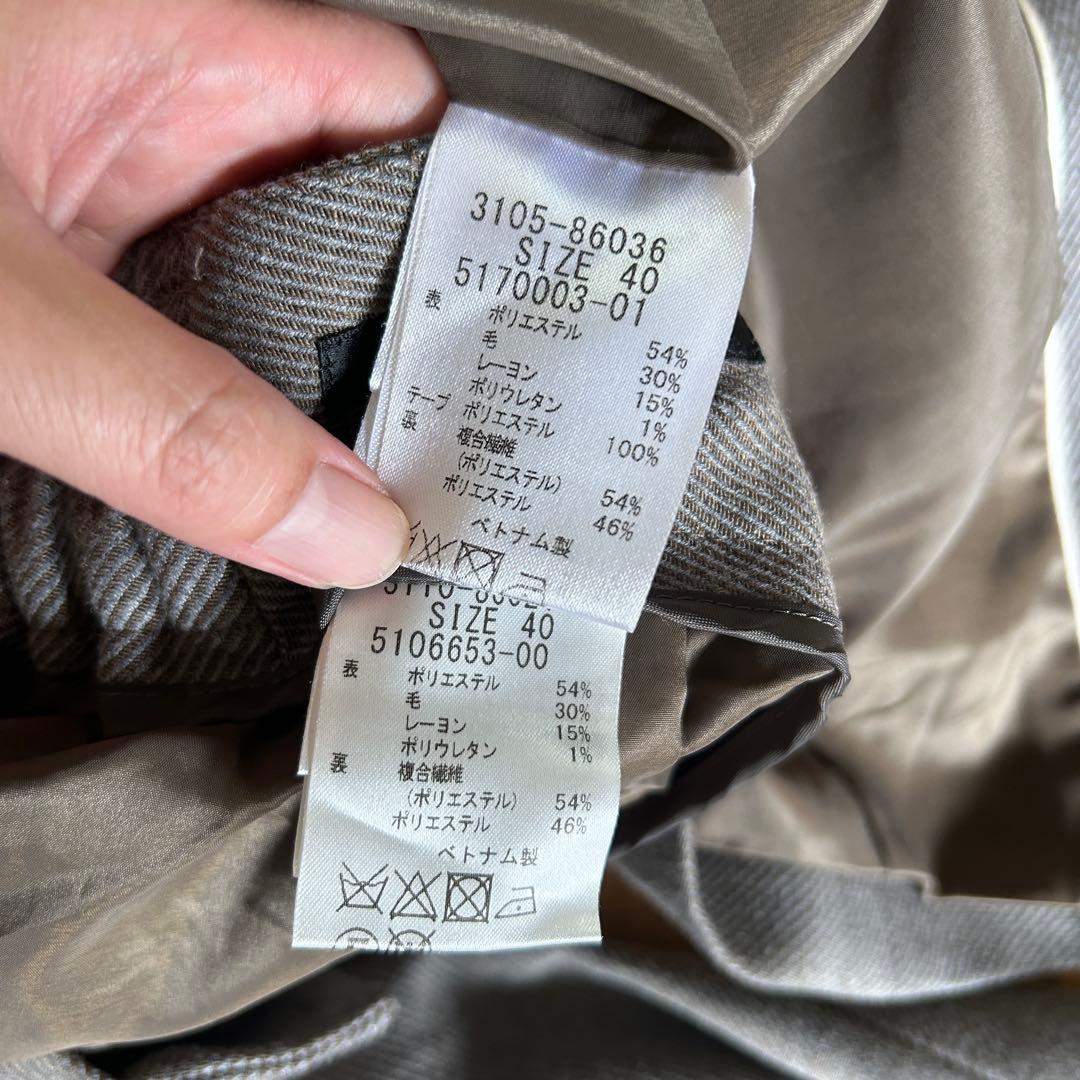 3105-86036
SIZE 40
5170003-01
表 ポリエステル 54%
毛 30%
レーヨン 15%
ポリウレタン 1%
テープ ポリエステル 100%
裏 複合繊維
(ポリエステル) 54%
ポリエステル 46%
ベトナム製
SIZE 40
5106653-00
表 ポリエステル 54%
毛 30%
レーヨン 15%
ポリウレタン 1%
裏 複合繊維
(ポリエステル) 54%
ポリエステル 46%
ベトナム製